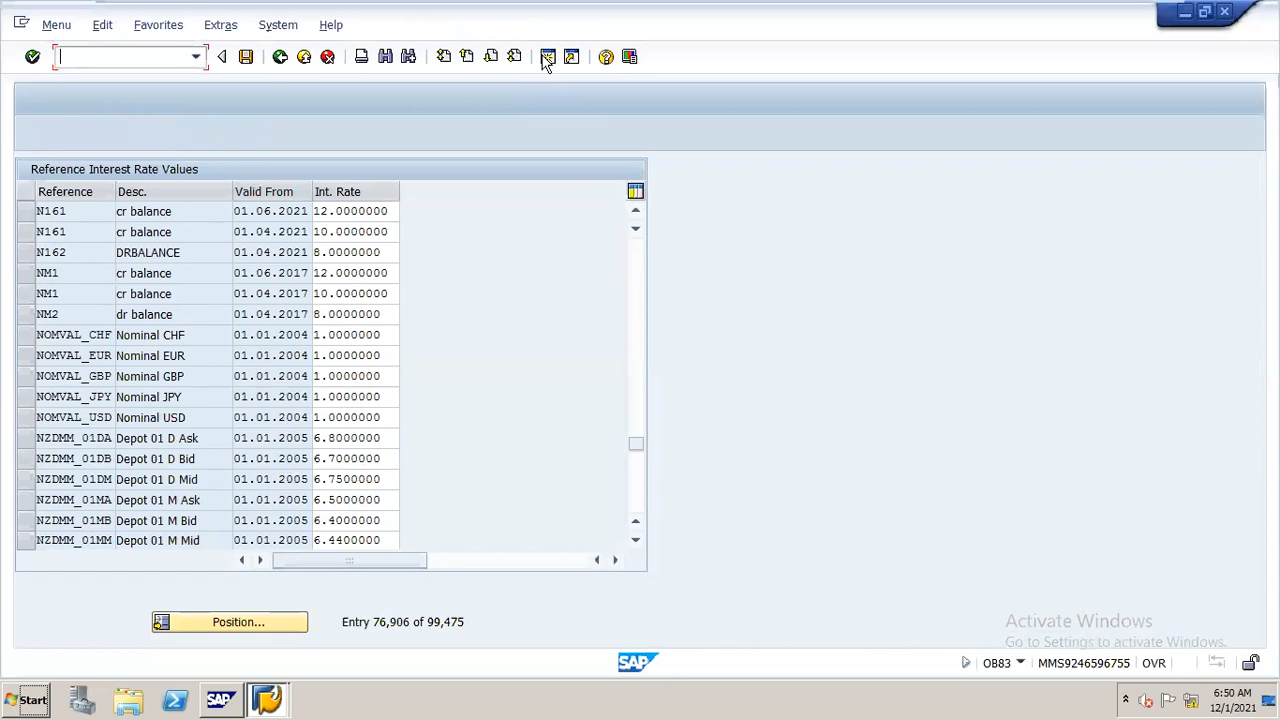 Menu Edit Favorites Extras System Help
Reference Interest Rate Values
Reference Desc. Valid From Int. Rate
N161 cr balance 01.06.2021 12.0000000
N161 cr balance 01.04.2021 10.0000000
N162 DRBALANCE 01.04.2021 8.0000000
NM1 cr balance 01.06.2017 12.0000000
NM1 cr balance 01.04.2017 10.0000000
NM2 dr balance 01.04.2017 8.0000000
NOMVAL_CHF Nominal CHF 01.01.2004 1.0000000
NOMVAL_EUR Nominal EUR 01.01.2004 1.0000000
NOMVAL_GBP Nominal GBP 01.01.2004 1.0000000
NOMVAL_JPY Nominal JPY 01.01.2004 1.0000000
NOMVAL_USD Nominal USD 01.01.2004 1.0000000
NZDMM_01DA Depot 01 D Ask 01.01.2005 6.8000000
NZDMM_01DB Depot 01 D Bid 01.01.2005 6.7000000
NZDMM_01DM Depot 01 D Mid 01.01.2005 6.7500000
NZDMM_01MA Depot 01 M Ask 01.01.2005 6.5000000
NZDMM_01MB Depot 01 M Bid 01.01.2005 6.4000000
NZDMM_01MM Depot 01 M Mid 01.01.2005 6.4400000
Position... Entry 76,906 of 99,475
Activate Windows
Go to Settings to activate Windows.
SAP OB83 MMS9246596755 OVR
Start SAP 6:50 AM
12/1/2021